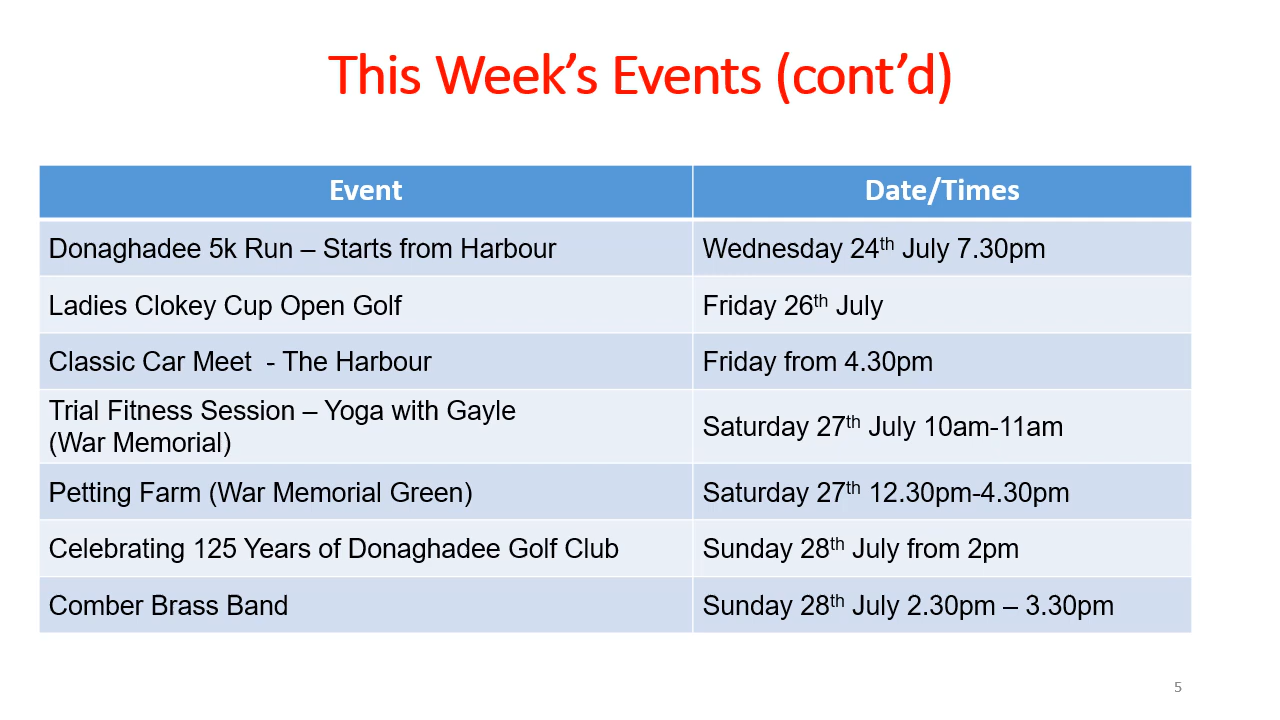 This Week’s Events (cont’d)
Event Date/Times
Donaghadee 5k Run – Starts from Harbour Wednesday 24th July 7.30pm
Ladies Clokey Cup Open Golf Friday 26th July
Classic Car Meet  - The Harbour Friday from 4.30pm
Trial Fitness Session – Yoga with Gayle
(War Memorial) Saturday 27th July 10am-11am
Petting Farm (War Memorial Green) Saturday 27th 12.30pm-4.30pm
Celebrating 125 Years of Donaghadee Golf Club Sunday 28th July from 2pm
Comber Brass Band Sunday 28th July 2.30pm – 3.30pm
5